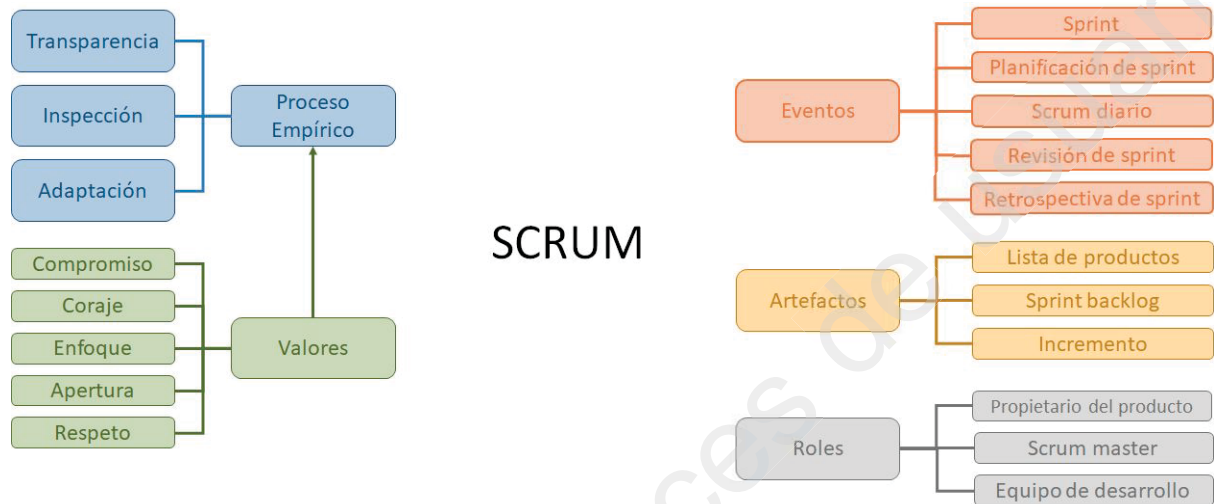 Transparencia
Inspección
Adaptación
Proceso
Empírico
Compromiso
Coraje
Enfoque
Apertura
Respeto
Valores
SCRUM
Eventos
Sprint
Planificación de sprint
Scrum diario
Revisión de sprint
Retrospectiva de sprint
Artefactos
Lista de productos
Sprint backlog
Incremento
Roles
Propietario del producto
Scrum master
Equipo de desarrollo